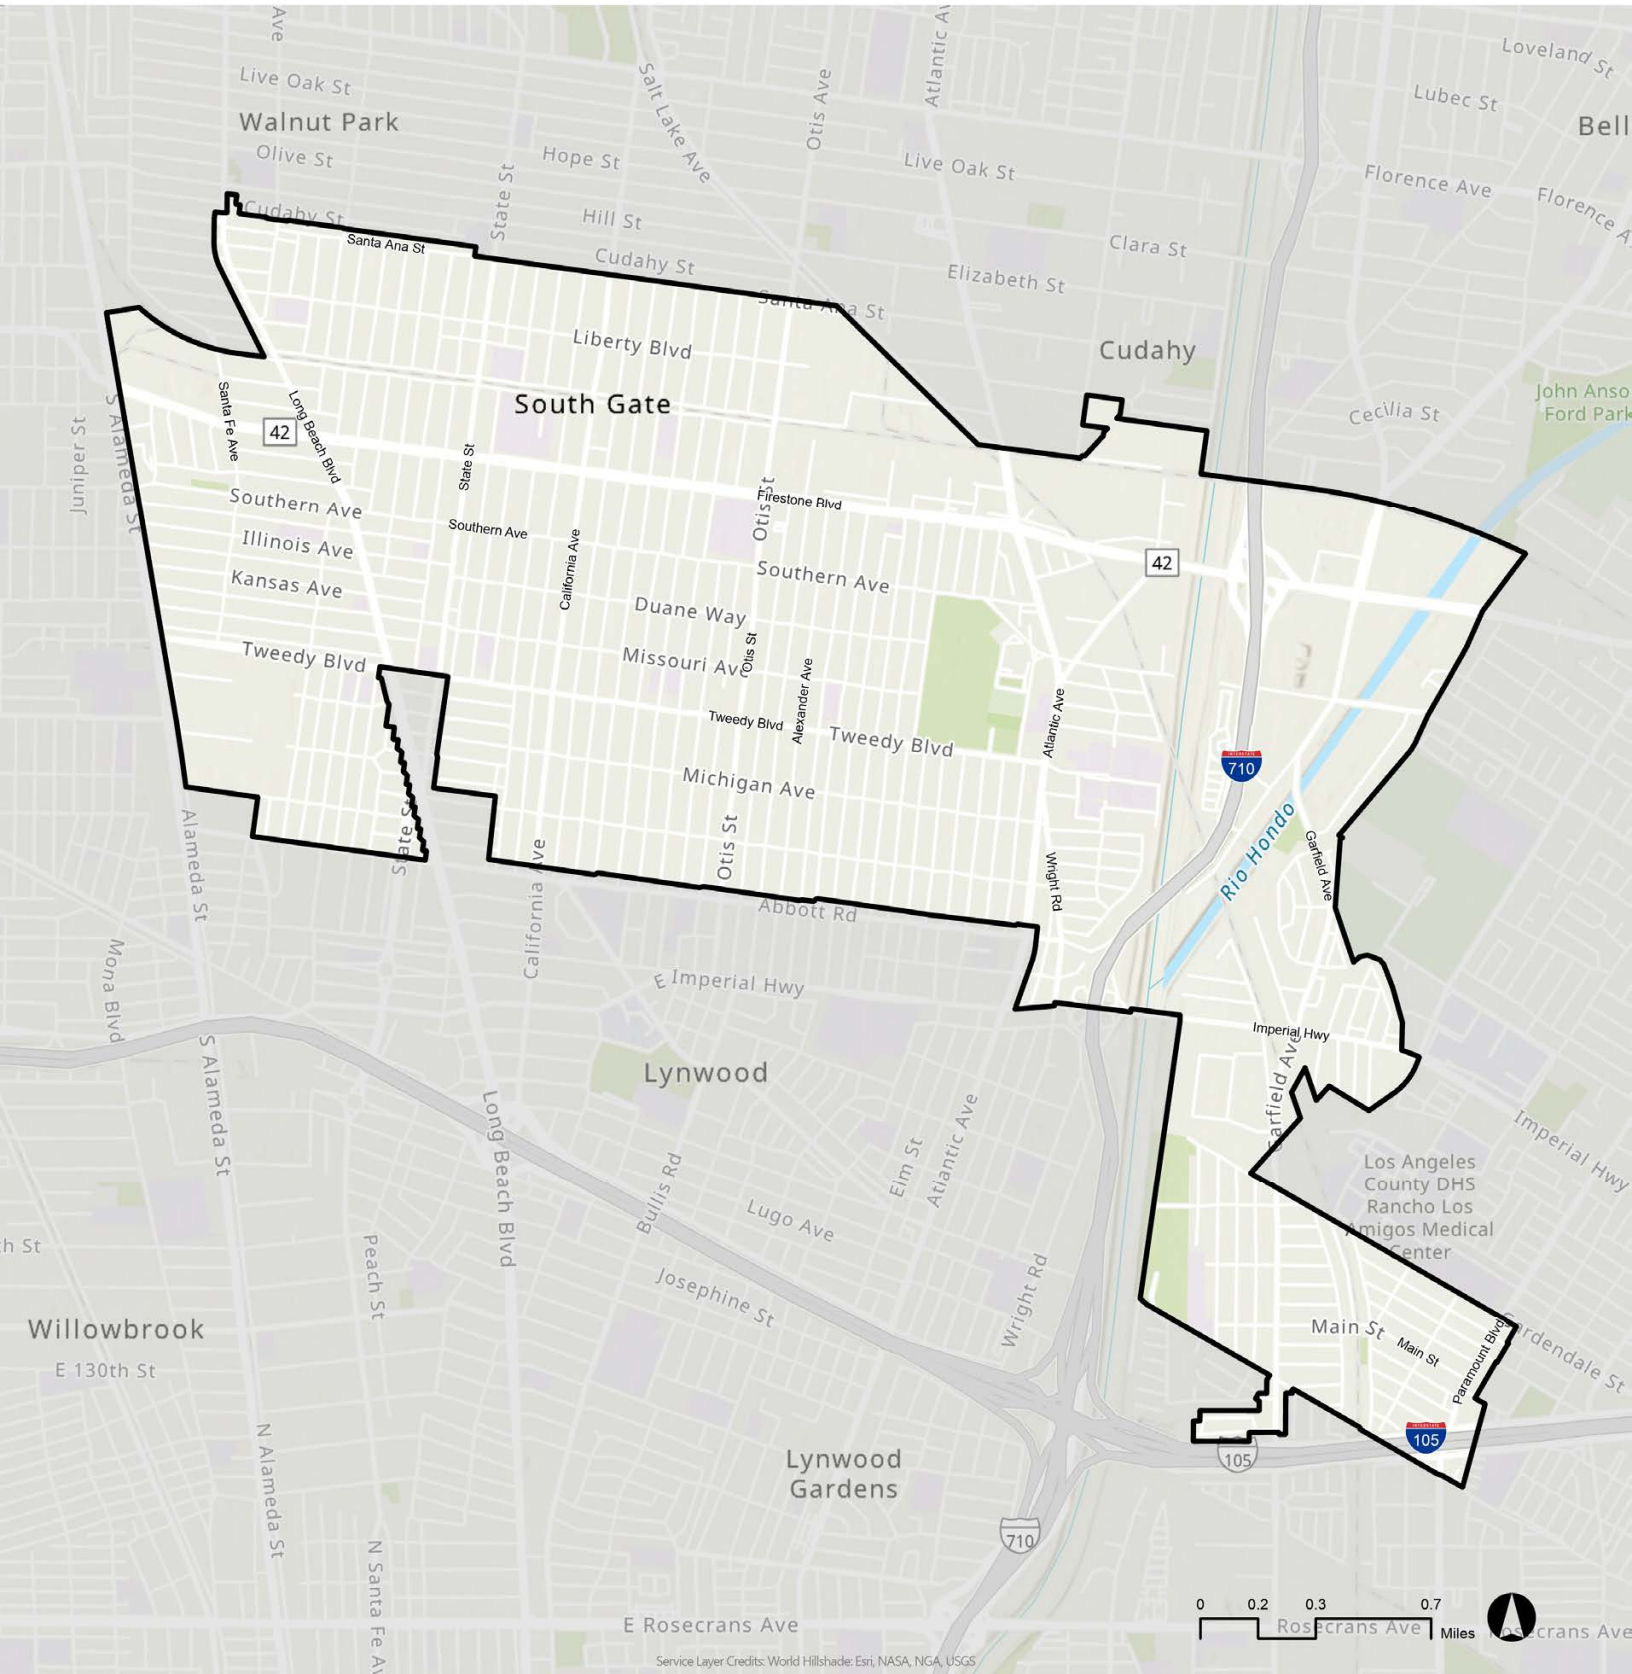 Ave
Live Oak St
Walnut Park
Olive St
Salt Lake Ave
Otis Ave
Hope St
State St
Hill St
Cudahy St
Cudahy St
Santa Ana St
Santa Ana St
Live Oak St
Clara St
Elizabeth St
Loveland St
Lubec St
Bell
Florence Ave
Florence A
Cudahy
John Anso
Ford Park
Cecilia St
Liberty Blvd
South Gate
Juniper St
S Alameda St
Santa Fe Ave
42
Long Beach Blvd
State St
Southern Ave
Southern Ave
Illinois Ave
Kansas Ave
California Ave
Otis St
Firestone Blvd
Southern Ave
42
Duane Way
Missouri Ave
Otis St
Alexander Ave
Tweedy Blvd
Tweedy Blvd
Tweedy Blvd
Atlantic Ave
INTERSTATE
710
Michigan Ave
Otis St
State St
California Ave
Abbott Rd
Wright Rd
Rio Hondo
Garfield Ave
Alameda St
Mona Blvd
E Imperial Hwy
Imperial Hwy
Imperial Hwy
Garfield Ave
S Alameda St
Lynwood
Long Beach Blvd
Bullis Rd
Elm St
Atlantic Ave
Lugo Ave
Josephine St
Wright Rd
Peach St
th St
Los Angeles
County DHS
Rancho Los
Amigos Medical
Center
Main St
Main St
Paramount Blvd
Gardendale St
INTERSTATE
105
105
Willowbrook
E 130th St
N Alameda St
N Santa Fe Av
Lynwood
Gardens
710
E Rosecrans Ave
Rosecrans Ave
Rosecrans Ave
0 0.2 0.3 0.7
Miles
Service Layer Credits: World Hillshade: Esri, NASA, NGA, USGS